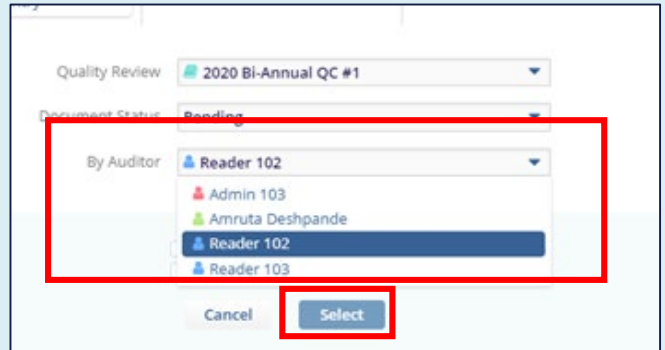 Quality Review 2020 Bi-Annual QC #1
Document Status Pending
By Auditor Reader 102
Admin 103
Amruta Deshpande
Reader 102
Reader 103
Cancel Select